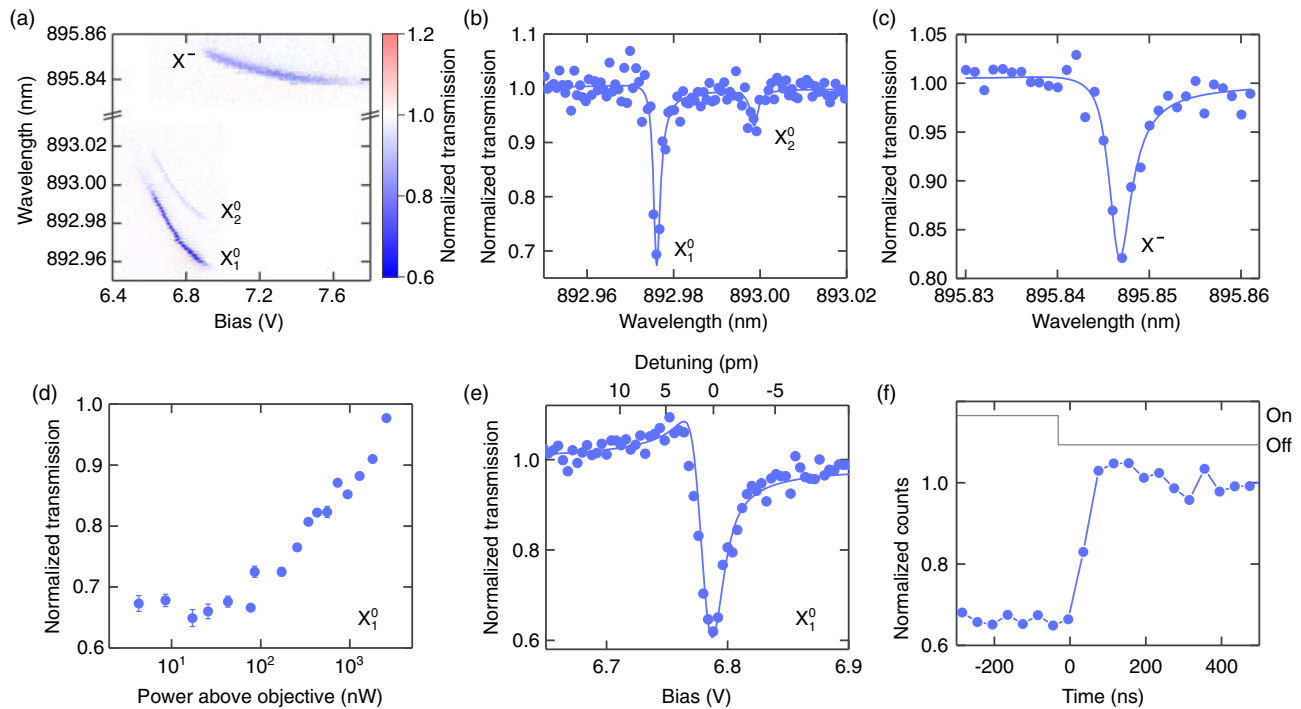 (a)
895.86
895.84
893.02
893.00
892.98
892.96
Wavelength (nm)
6.4
6.8
7.2
7.6
Bias (V)
X⁻
X⁰₂
X⁰₁
1.2
1.0
0.8
0.6
Normalized transmission
(b)
1.1
1.0
0.9
0.8
0.7
Normalized transmission
892.96
892.98
893.00
893.02
Wavelength (nm)
X⁰₁
X⁰₂
(c)
1.05
1.00
0.95
0.90
0.85
0.80
Normalized transmission
895.83
895.84
895.85
895.86
Wavelength (nm)
X⁻
(d)
1.0
0.9
0.8
0.7
0.6
Normalized transmission
10¹
10²
10³
Power above objective (nW)
X⁰₁
(e)
Detuning (pm)
10
5
0
-5
1.0
0.8
0.6
Normalized transmission
6.7
6.8
6.9
Bias (V)
X⁰₁
(f)
On
Off
1.0
0.8
0.6
Normalized counts
-200
0
200
400
Time (ns)